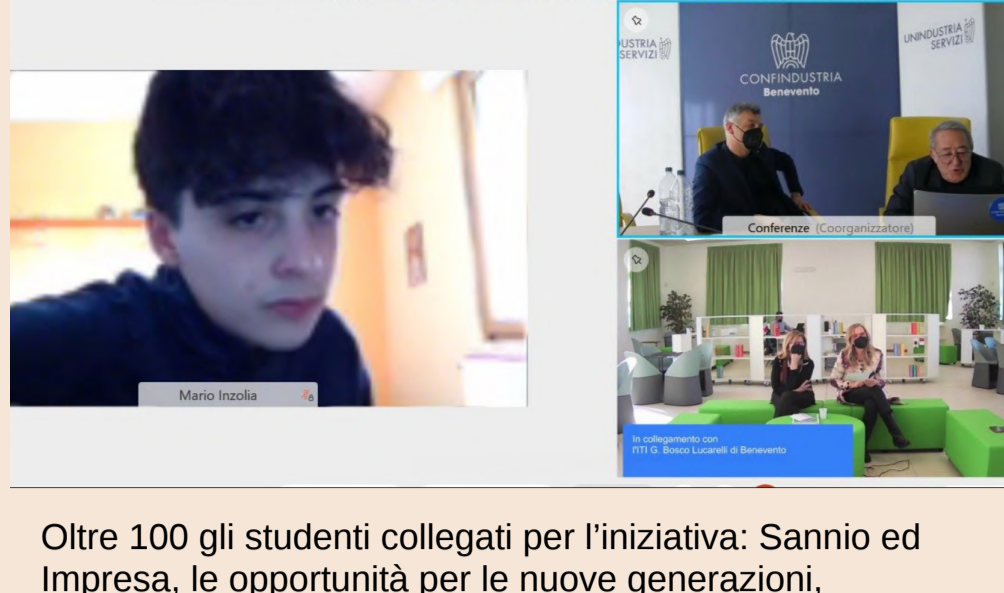 USTRIA
SERVIZI
CONFINDUSTRIA
Benevento
UNINDUSTRIA
SERVIZI
Conferenze (Coorganizzatore)
Mario Inzolia
In collegamento con
l'ITI G. Bosco Lucarelli di Benevento
Oltre 100 gli studenti collegati per l’iniziativa: Sannio ed
Impresa, le opportunità per le nuove generazioni,